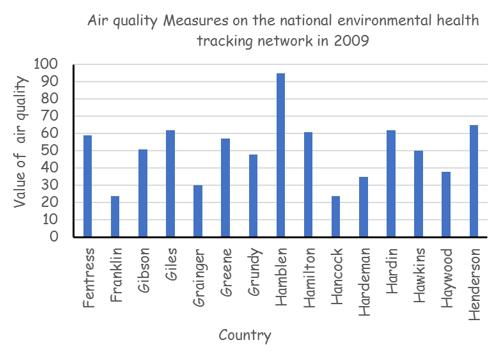 Air quality Measures on the national environmental health
tracking network in 2009
Value of air quality
100
90
80
70
60
50
40
30
20
10
0
Fentress
Franklin
Gibson
Giles
Grainger
Greene
Grundy
Hamblen
Hamilton
Hancock
Hardeman
Hardin
Hawkins
Haywood
Henderson
Country